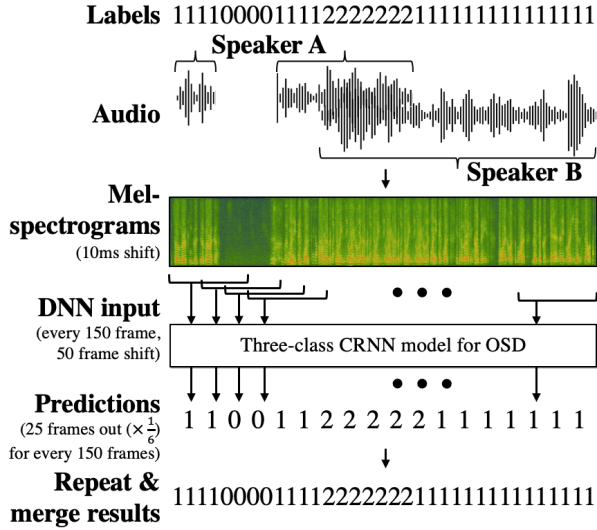 Labels 11110000111122222222111111111111111
Speaker A
Audio
Speaker B
Mel-
spectrograms
(10ms shift)
DNN input
(every 150 frame,
50 frame shift)
Three-class CRNN model for OSD
Predictions
(25 frames out (×1/6)
for every 150 frames)
1 1 0 0 1 1 2 2 2 2 2 1 1 1 1 1 1 1
Repeat &
merge results 11110000111122222222111111111111111